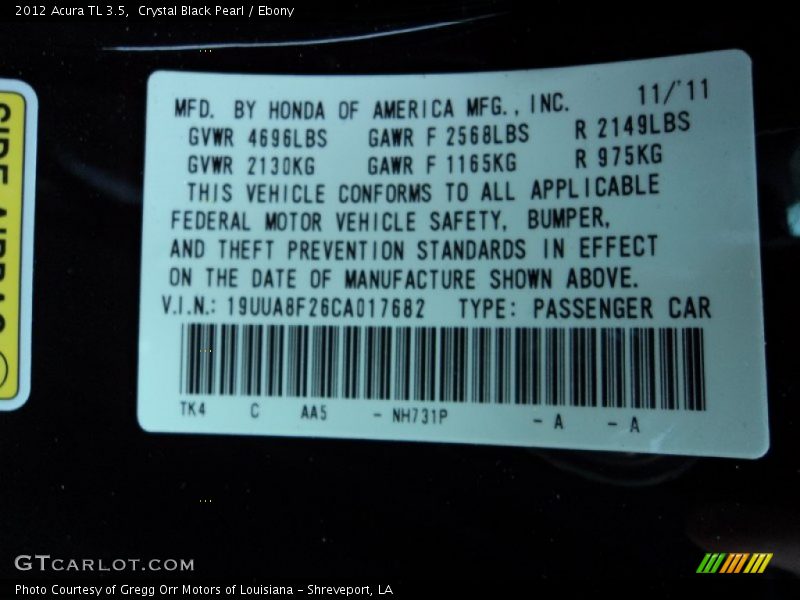 2012 Acura TL 3.5, Crystal Black Pearl / Ebony
SIDE AIRBAG
MFD. BY HONDA OF AMERICA MFG., INC. 11/'11
GVWR 4696LBS GAWR F 2568LBS R 2149LBS
GVWR 2130KG GAWR F 1165KG R 975KG
THIS VEHICLE CONFORMS TO ALL APPLICABLE
FEDERAL MOTOR VEHICLE SAFETY, BUMPER,
AND THEFT PREVENTION STANDARDS IN EFFECT
ON THE DATE OF MANUFACTURE SHOWN ABOVE.
V.I.N.: 19UUA8F26CA017682 TYPE: PASSENGER CAR
TK4 C AA5 - NH731P - A - A
GTCARLOT.COM
Photo Courtesy of Gregg Orr Motors of Louisiana - Shreveport, LA